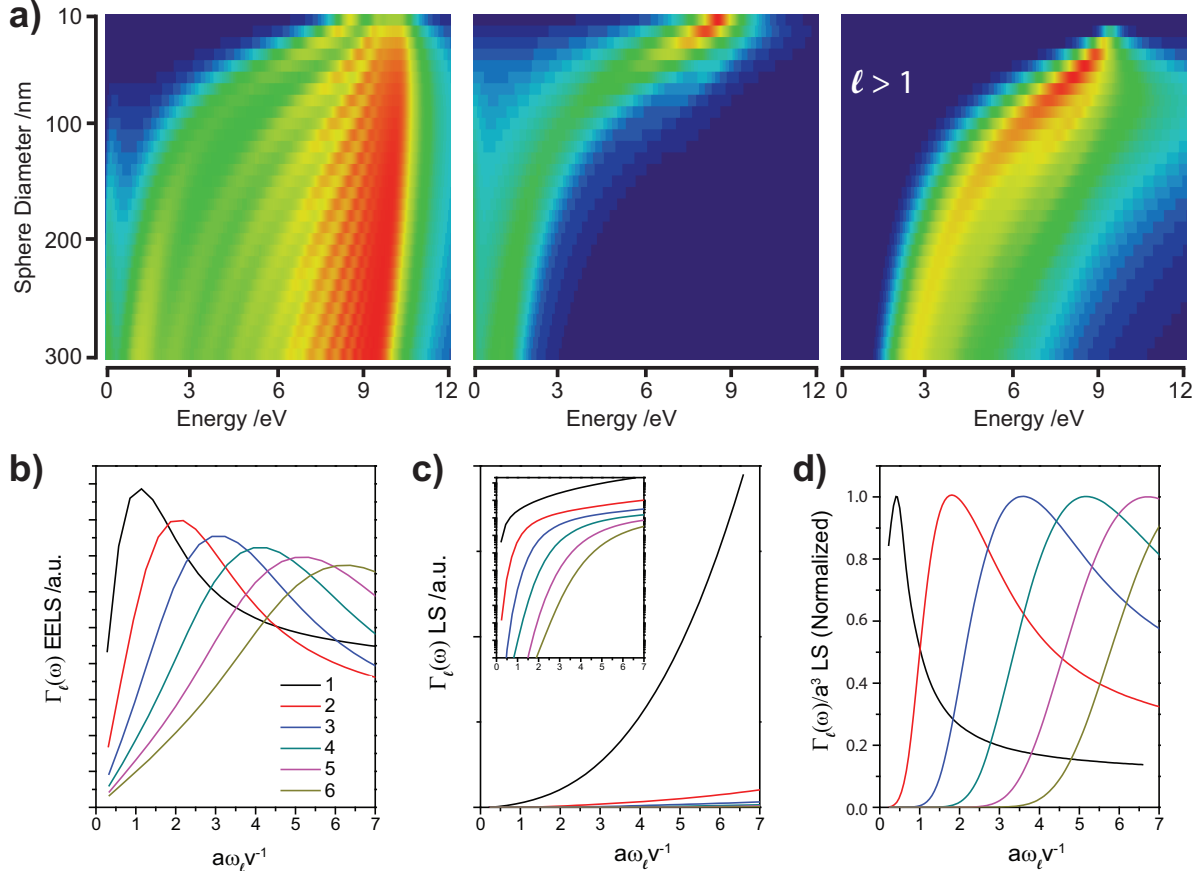 a)
Sphere Diameter /nm
10
100
200
300
ℓ > 1
0 3 6 9 12
0 3 6 9 12
0 3 6 9 12
Energy /eV
Energy /eV
Energy /eV
b)
Γℓ(ω) EELS /a.u.
1
2
3
4
5
6
0 1 2 3 4 5 6 7
aωℓv⁻¹
c)
Γℓ(ω) LS /a.u.
0 1 2 3 4 5 6 7
0 1 2 3 4 5 6 7
aωℓv⁻¹
d)
Γℓ(ω)/a³ LS (Normalized)
1.0
0.8
0.6
0.4
0.2
0.0
0 1 2 3 4 5 6 7
aωℓv⁻¹